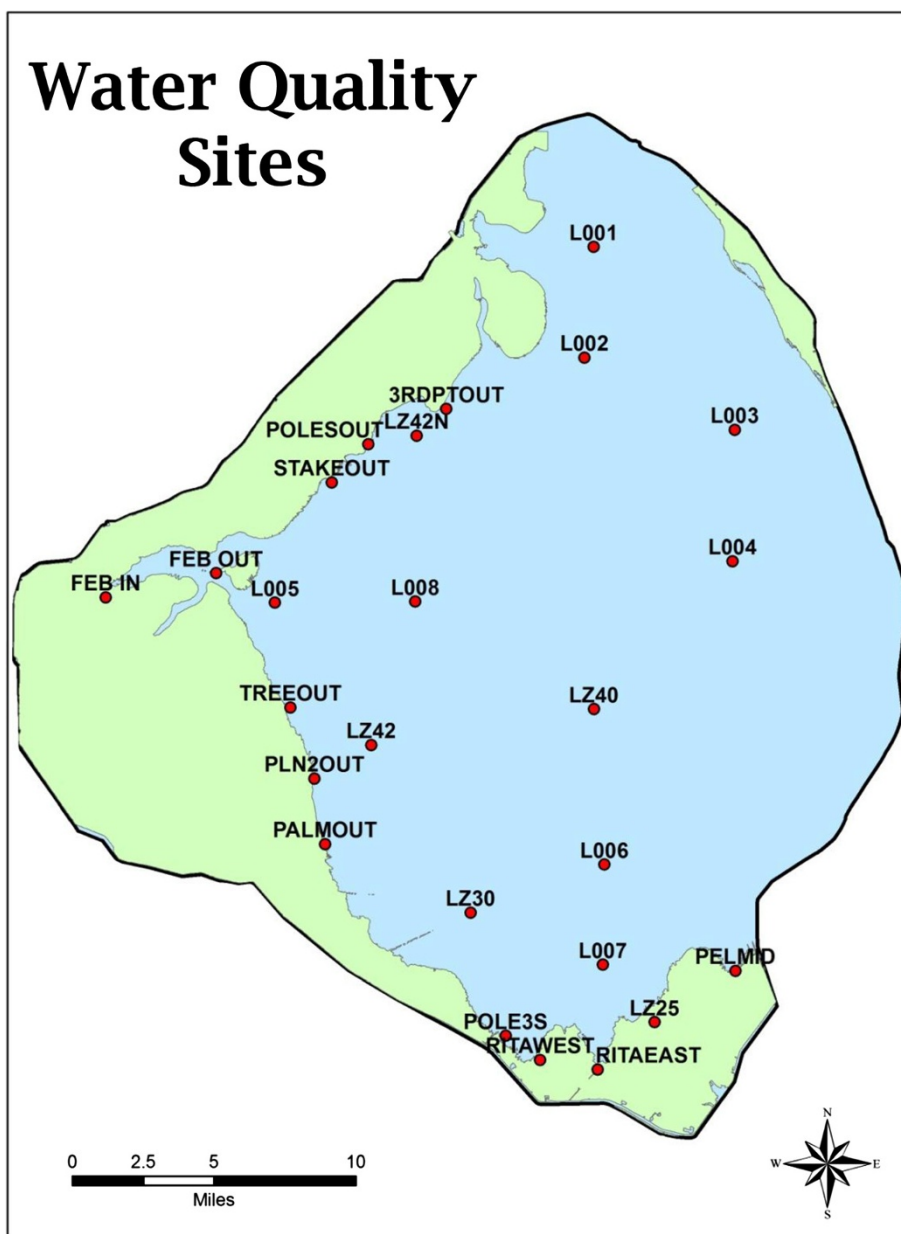 Water Quality
Sites
L001
L002
3RDPTOUT
L003
LZ42N
POLESOUT
STAKEOUT
L004
FEB OUT
FEB IN
L005
L008
TREEOUT
LZ40
LZ42
PLN2OUT
PALMOUT
L006
LZ30
L007
PELMID
LZ25
POLE3S
RITAWEST
RITAEAST
N
W E
S
0 2.5 5 10
Miles